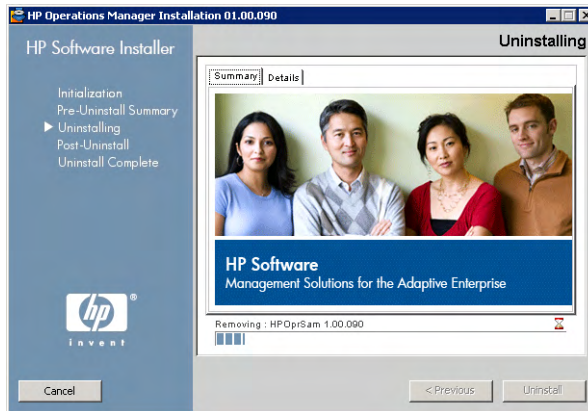 HP Operations Manager Installation 01.00.090
HP Software Installer
Uninstalling
Initialization
Pre-Uninstall Summary
Uninstalling
Post-Uninstall
Uninstall Complete
Summary
Details
HP Software
Management Solutions for the Adaptive Enterprise
Removing : HPOprSam 1.00.090
hp
®
invent
Cancel
< Previous
Uninstall